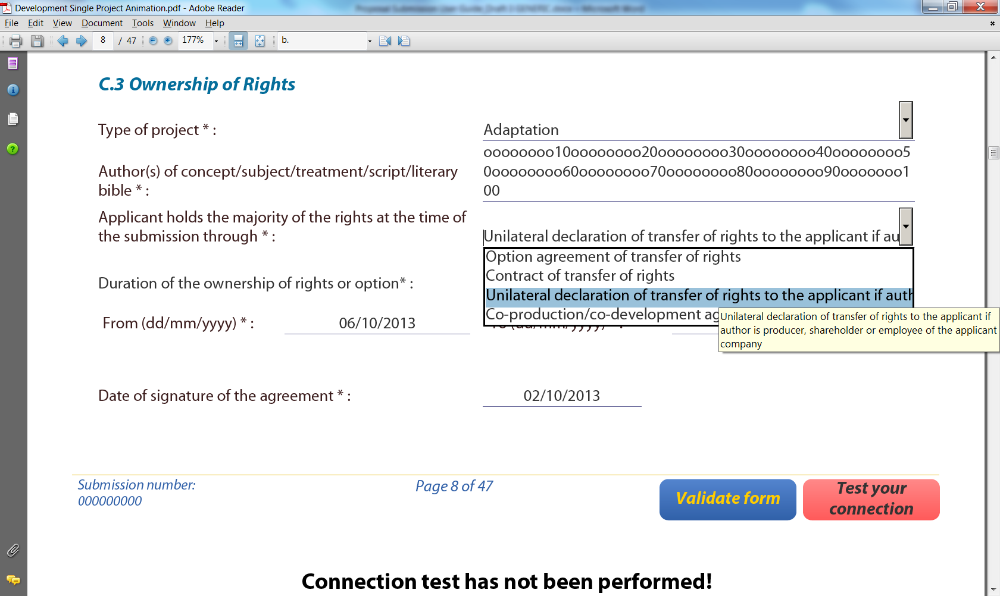 Development Single Project Animation.pdf - Adobe Reader
File Edit View Document Tools Window Help
8 / 47 177% b.
C.3 Ownership of Rights
Type of project * :
Adaptation
Author(s) of concept/subject/treatment/script/literary
bible * :
oooooooo10oooooooo20oooooooo30oooooooo40oooooooo5
0oooooooo60oooooooo70oooooooo80oooooooo90ooooooo1
00
Applicant holds the majority of the rights at the time of
the submission through * :
Unilateral declaration of transfer of rights to the applicant if au
Option agreement of transfer of rights
Contract of transfer of rights
Unilateral declaration of transfer of rights to the applicant if auth
Co-production/co-development ag
Unilateral declaration of transfer of rights to the applicant if
author is producer, shareholder or employee of the applicant
company
Duration of the ownership of rights or option* :
From (dd/mm/yyyy) * :
06/10/2013
Date of signature of the agreement * :
02/10/2013
Submission number:
000000000
Page 8 of 47
Validate form
Test your
connection
Connection test has not been performed!